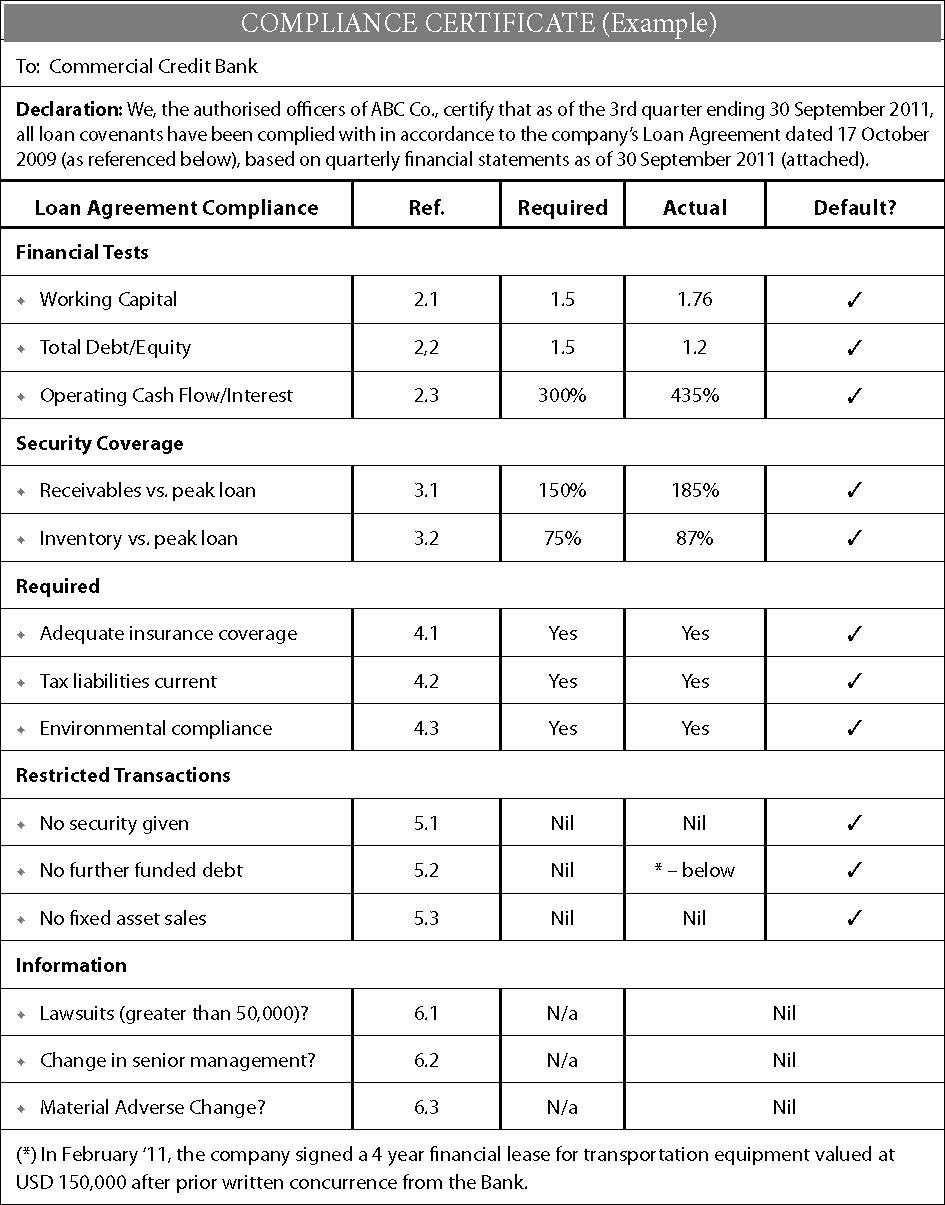 COMPLIANCE CERTIFICATE (Example)
To: Commercial Credit Bank
Declaration: We, the authorised officers of ABC Co., certify that as of the 3rd quarter ending 30 September 2011,
all loan covenants have been complied with in accordance to the company's Loan Agreement dated 17 October
2009 (as referenced below), based on quarterly financial statements as of 30 September 2011 (attached).
Loan Agreement Compliance Ref. Required Actual Default?
Financial Tests
✦ Working Capital 2.1 1.5 1.76 ✓
✦ Total Debt/Equity 2,2 1.5 1.2 ✓
✦ Operating Cash Flow/Interest 2.3 300% 435% ✓
Security Coverage
✦ Receivables vs. peak loan 3.1 150% 185% ✓
✦ Inventory vs. peak loan 3.2 75% 87% ✓
Required
✦ Adequate insurance coverage 4.1 Yes Yes ✓
✦ Tax liabilities current 4.2 Yes Yes ✓
✦ Environmental compliance 4.3 Yes Yes ✓
Restricted Transactions
✦ No security given 5.1 Nil Nil ✓
✦ No further funded debt 5.2 Nil * – below ✓
✦ No fixed asset sales 5.3 Nil Nil ✓
Information
✦ Lawsuits (greater than 50,000)? 6.1 N/a Nil
✦ Change in senior management? 6.2 N/a Nil
✦ Material Adverse Change? 6.3 N/a Nil
(*) In February '11, the company signed a 4 year financial lease for transportation equipment valued at
USD 150,000 after prior written concurrence from the Bank.